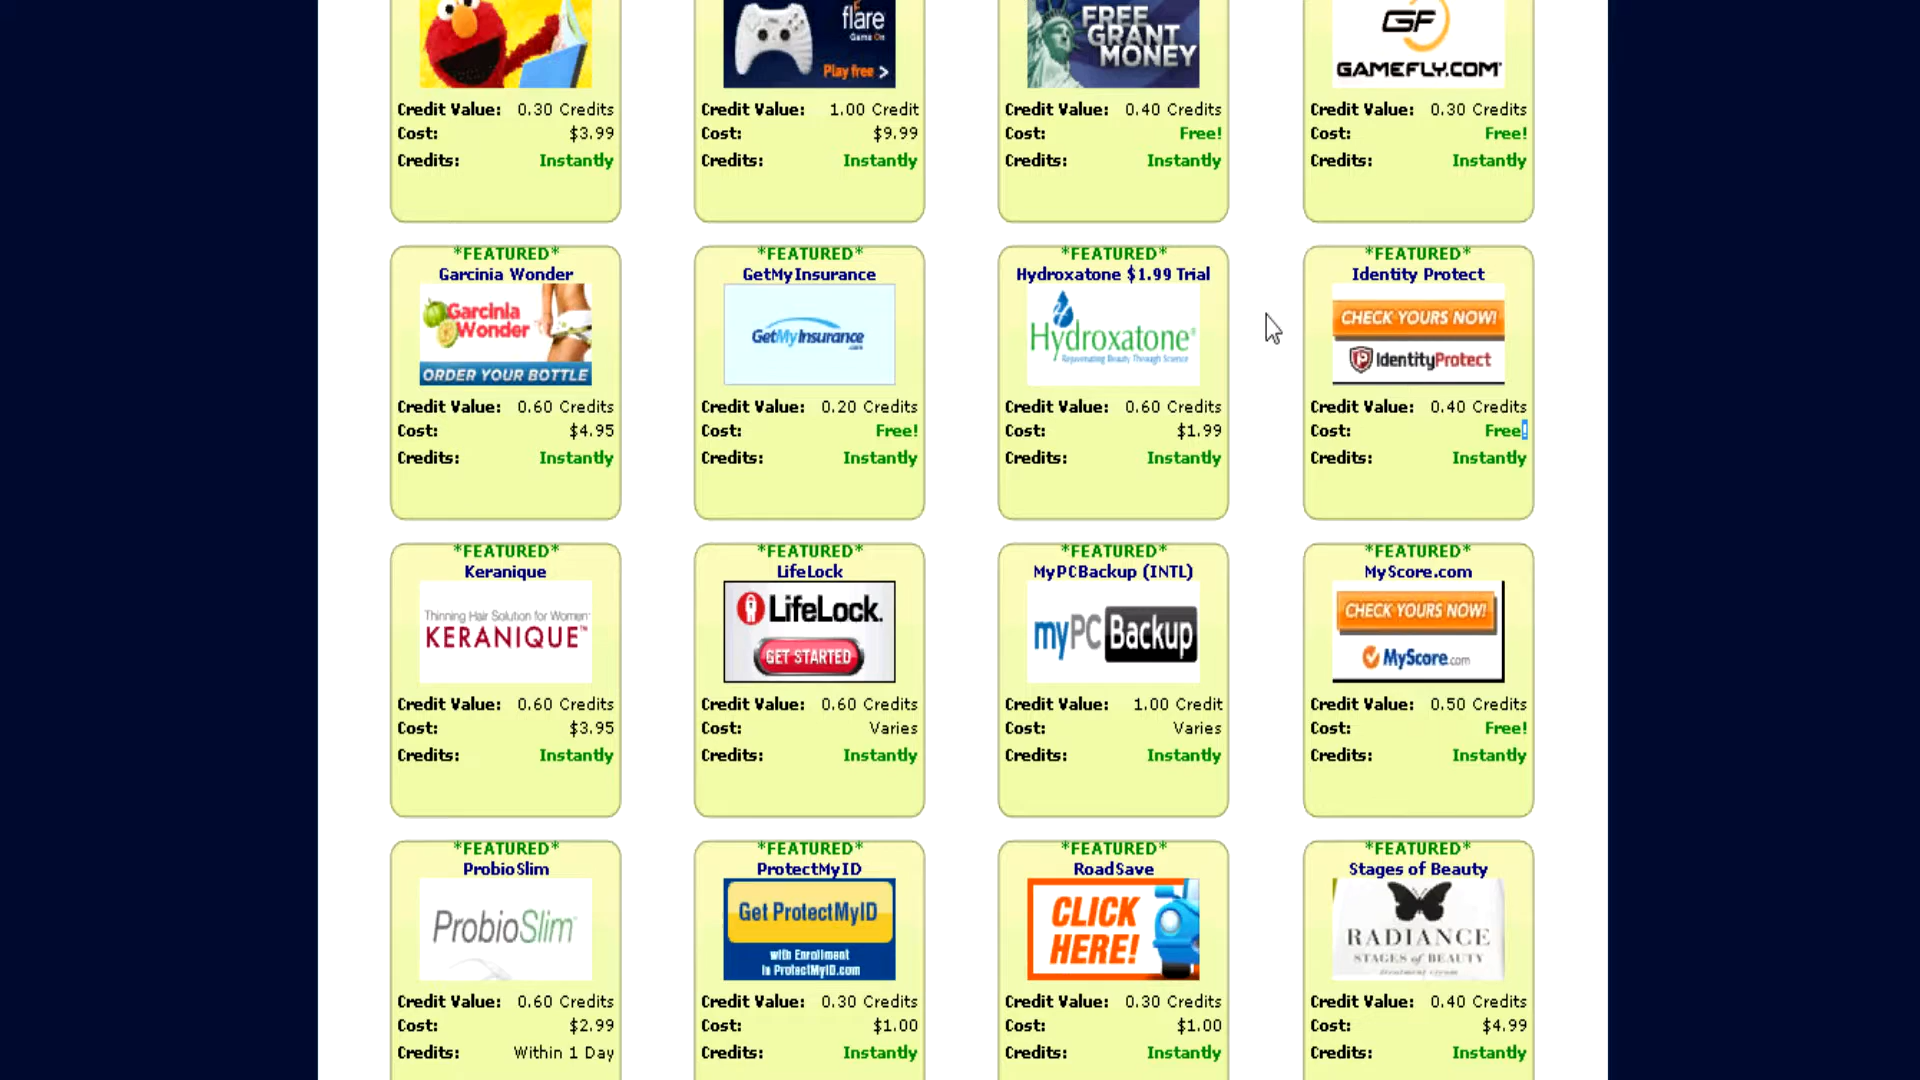 flare
Game On
Play free >
FREE
GRANT
MONEY
GF
GAMEFLY.COM
Credit Value: 0.30 Credits
Cost: $3.99
Credits: Instantly
Credit Value: 1.00 Credit
Cost: $9.99
Credits: Instantly
Credit Value: 0.40 Credits
Cost: Free!
Credits: Instantly
Credit Value: 0.30 Credits
Cost: Free!
Credits: Instantly
*FEATURED*
Garcinia Wonder
Garcinia
Wonder
ORDER YOUR BOTTLE
Credit Value: 0.60 Credits
Cost: $4.95
Credits: Instantly
*FEATURED*
GetMyInsurance
GetMyInsurance
.com
Credit Value: 0.20 Credits
Cost: Free!
Credits: Instantly
*FEATURED*
Hydroxatone $1.99 Trial
Hydroxatone®
Rejuvenating Beauty Through Science
Credit Value: 0.60 Credits
Cost: $1.99
Credits: Instantly
*FEATURED*
Identity Protect
CHECK YOURS NOW!
IdentityProtect
Credit Value: 0.40 Credits
Cost: Free!
Credits: Instantly
*FEATURED*
Keranique
Thinning Hair Solution for Women
KERANIQUE™
Credit Value: 0.60 Credits
Cost: $3.95
Credits: Instantly
*FEATURED*
LifeLock
LifeLock.
GET STARTED
Credit Value: 0.60 Credits
Cost: Varies
Credits: Instantly
*FEATURED*
MyPCBackup (INTL)
myPC Backup
Credit Value: 1.00 Credit
Cost: Varies
Credits: Instantly
*FEATURED*
MyScore.com
CHECK YOURS NOW!
MyScore.com
Credit Value: 0.50 Credits
Cost: Free!
Credits: Instantly
*FEATURED*
ProbioSlim
ProbioSlim™
Credit Value: 0.60 Credits
Cost: $2.99
Credits: Within 1 Day
*FEATURED*
ProtectMyID
Get ProtectMyID
with Enrollment
in ProtectMyID.com
Credit Value: 0.30 Credits
Cost: $1.00
Credits: Instantly
*FEATURED*
RoadSave
CLICK
HERE!
Credit Value: 0.30 Credits
Cost: $1.00
Credits: Instantly
*FEATURED*
Stages of Beauty
RADIANCE
STAGES of BEAUTY
treatment cream
Credit Value: 0.40 Credits
Cost: $4.99
Credits: Instantly